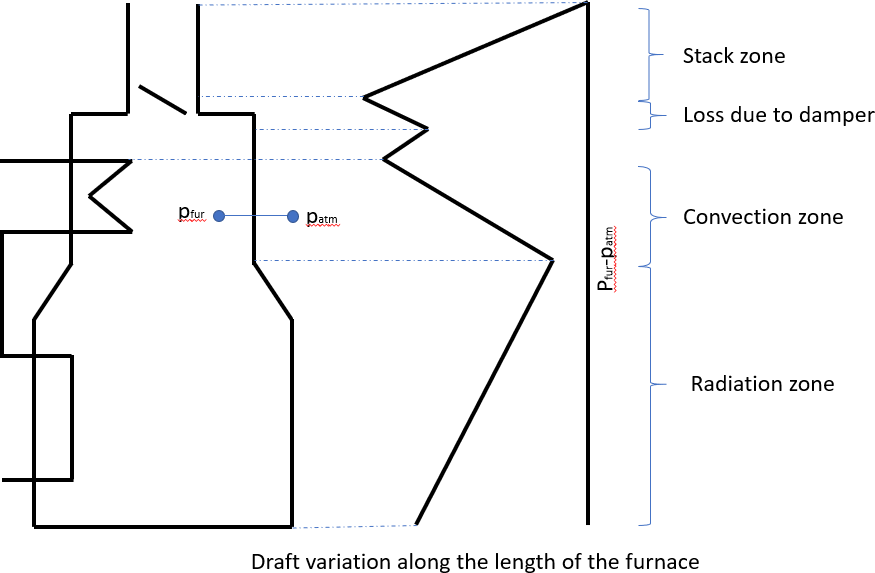 Stack zone
Loss due to damper
pfur
patm
Convection zone
Pfur-patm
Radiation zone
Draft variation along the length of the furnace